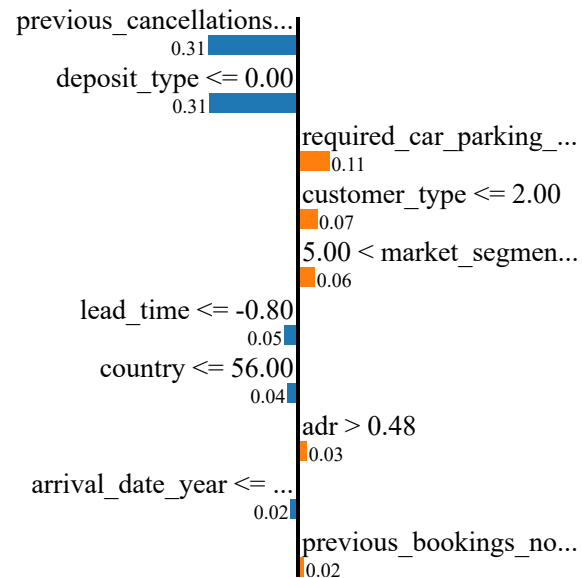 previous_cancellations...
0.31
deposit_type <= 0.00
0.31
required_car_parking_...
0.11
customer_type <= 2.00
0.07
5.00 < market_segmen...
0.06
lead_time <= -0.80
0.05
country <= 56.00
0.04
adr > 0.48
0.03
arrival_date_year <= ...
0.02
previous_bookings_no...
0.02